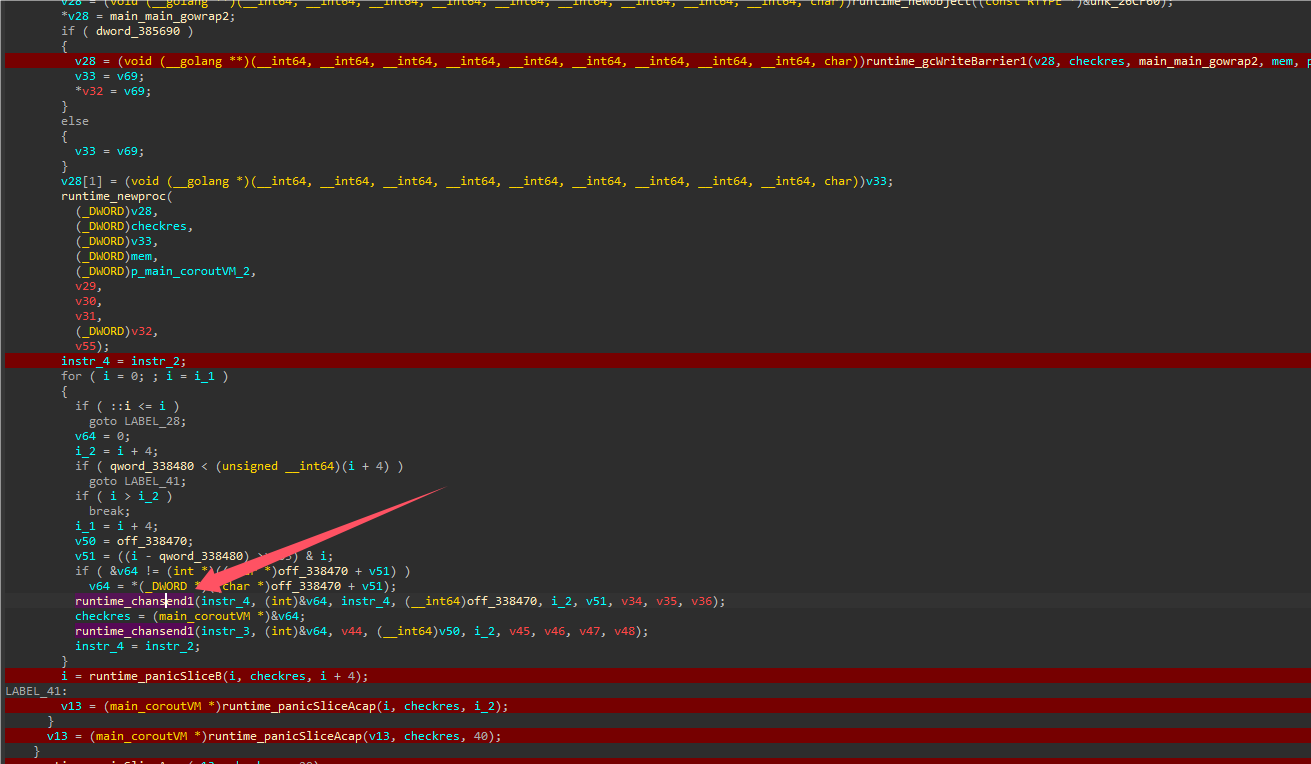 v28 = (void (__golang **)(__int64, __int64, __int64, __int64, __int64, __int64, __int64, __int64, __int64, char))runtime_newobject((const RTYPE *)&unk_26CF60);
*v28 = main_main_gowrap2;
if ( dword_385690 )
{
v28 = (void (__golang **)(__int64, __int64, __int64, __int64, __int64, __int64, __int64, __int64, __int64, char))runtime_gcWriteBarrier1(v28, checkres, main_main_gowrap2, mem, p
v33 = v69;
*v32 = v69;
}
else
{
v33 = v69;
}
v28[1] = (void (__golang *)(__int64, __int64, __int64, __int64, __int64, __int64, __int64, __int64, __int64, char))v33;
runtime_newproc(
(_DWORD)v28,
(_DWORD)checkres,
(_DWORD)v33,
(_DWORD)mem,
(_DWORD)p_main_coroutVM_2,
v29,
v30,
v31,
(_DWORD)v32,
v55);
instr_4 = instr_2;
for ( i = 0; ; i = i_1 )
{
if ( ::i <= i )
goto LABEL_28;
v64 = 0;
i_2 = i + 4;
if ( qword_338480 < (unsigned __int64)(i + 4) )
goto LABEL_41;
if ( i > i_2 )
break;
i_1 = i + 4;
v50 = off_338470;
v51 = ((i - qword_338480) & i;
if ( &v64 != (int *) *)off_338470 + v51) )
v64 = *(_DWORD *) *)off_338470 + v51);
runtime_chansend1(instr_4, (int)&v64, instr_4, (__int64)off_338470, i_2, v51, v34, v35, v36);
checkres = (main_coroutVM *)&v64;
runtime_chansend1(instr_3, (int)&v64, v44, (__int64)v50, i_2, v45, v46, v47, v48);
instr_4 = instr_2;
}
i = runtime_panicSliceB(i, checkres, i + 4);
LABEL_41:
v13 = (main_coroutVM *)runtime_panicSliceAcap(i, checkres, i_2);
}
v13 = (main_coroutVM *)runtime_panicSliceAcap(v13, checkres, 40);
}